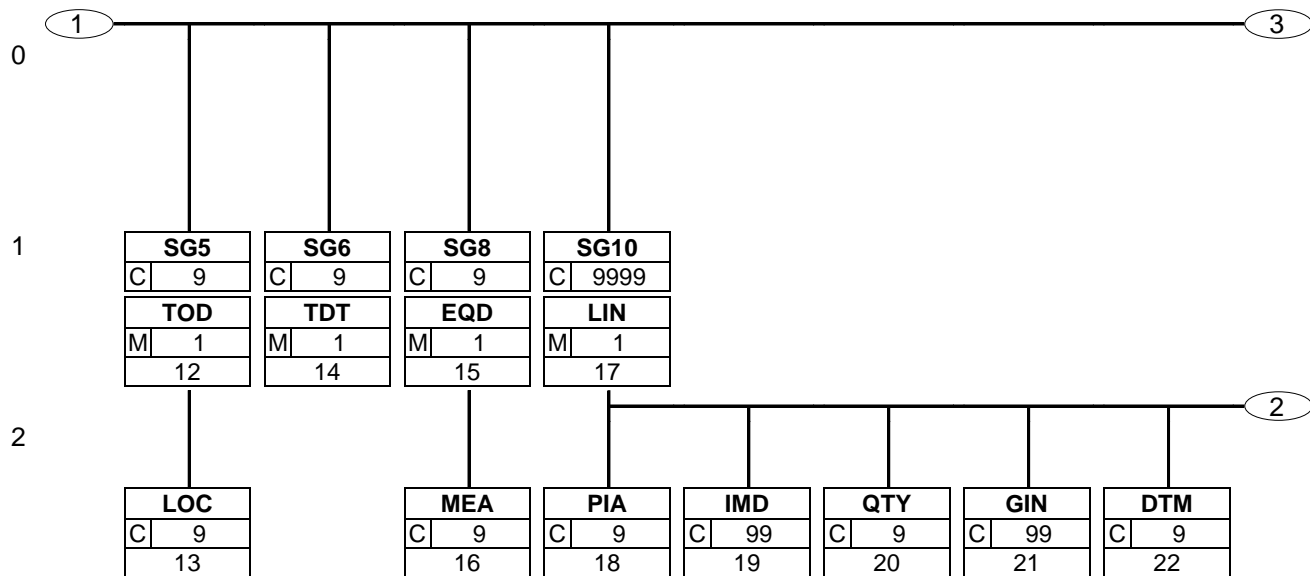 1 3
0
1 SG5 SG6 SG8 SG10
C 9 C 9 C 9 C 9999
TOD TDT EQD LIN
M 1 M 1 M 1 M 1
12 14 15 17
2
2
LOC MEA PIA IMD QTY GIN DTM
C 9 C 9 C 9 C 99 C 9 C 99 C 9
13 16 18 19 20 21 22